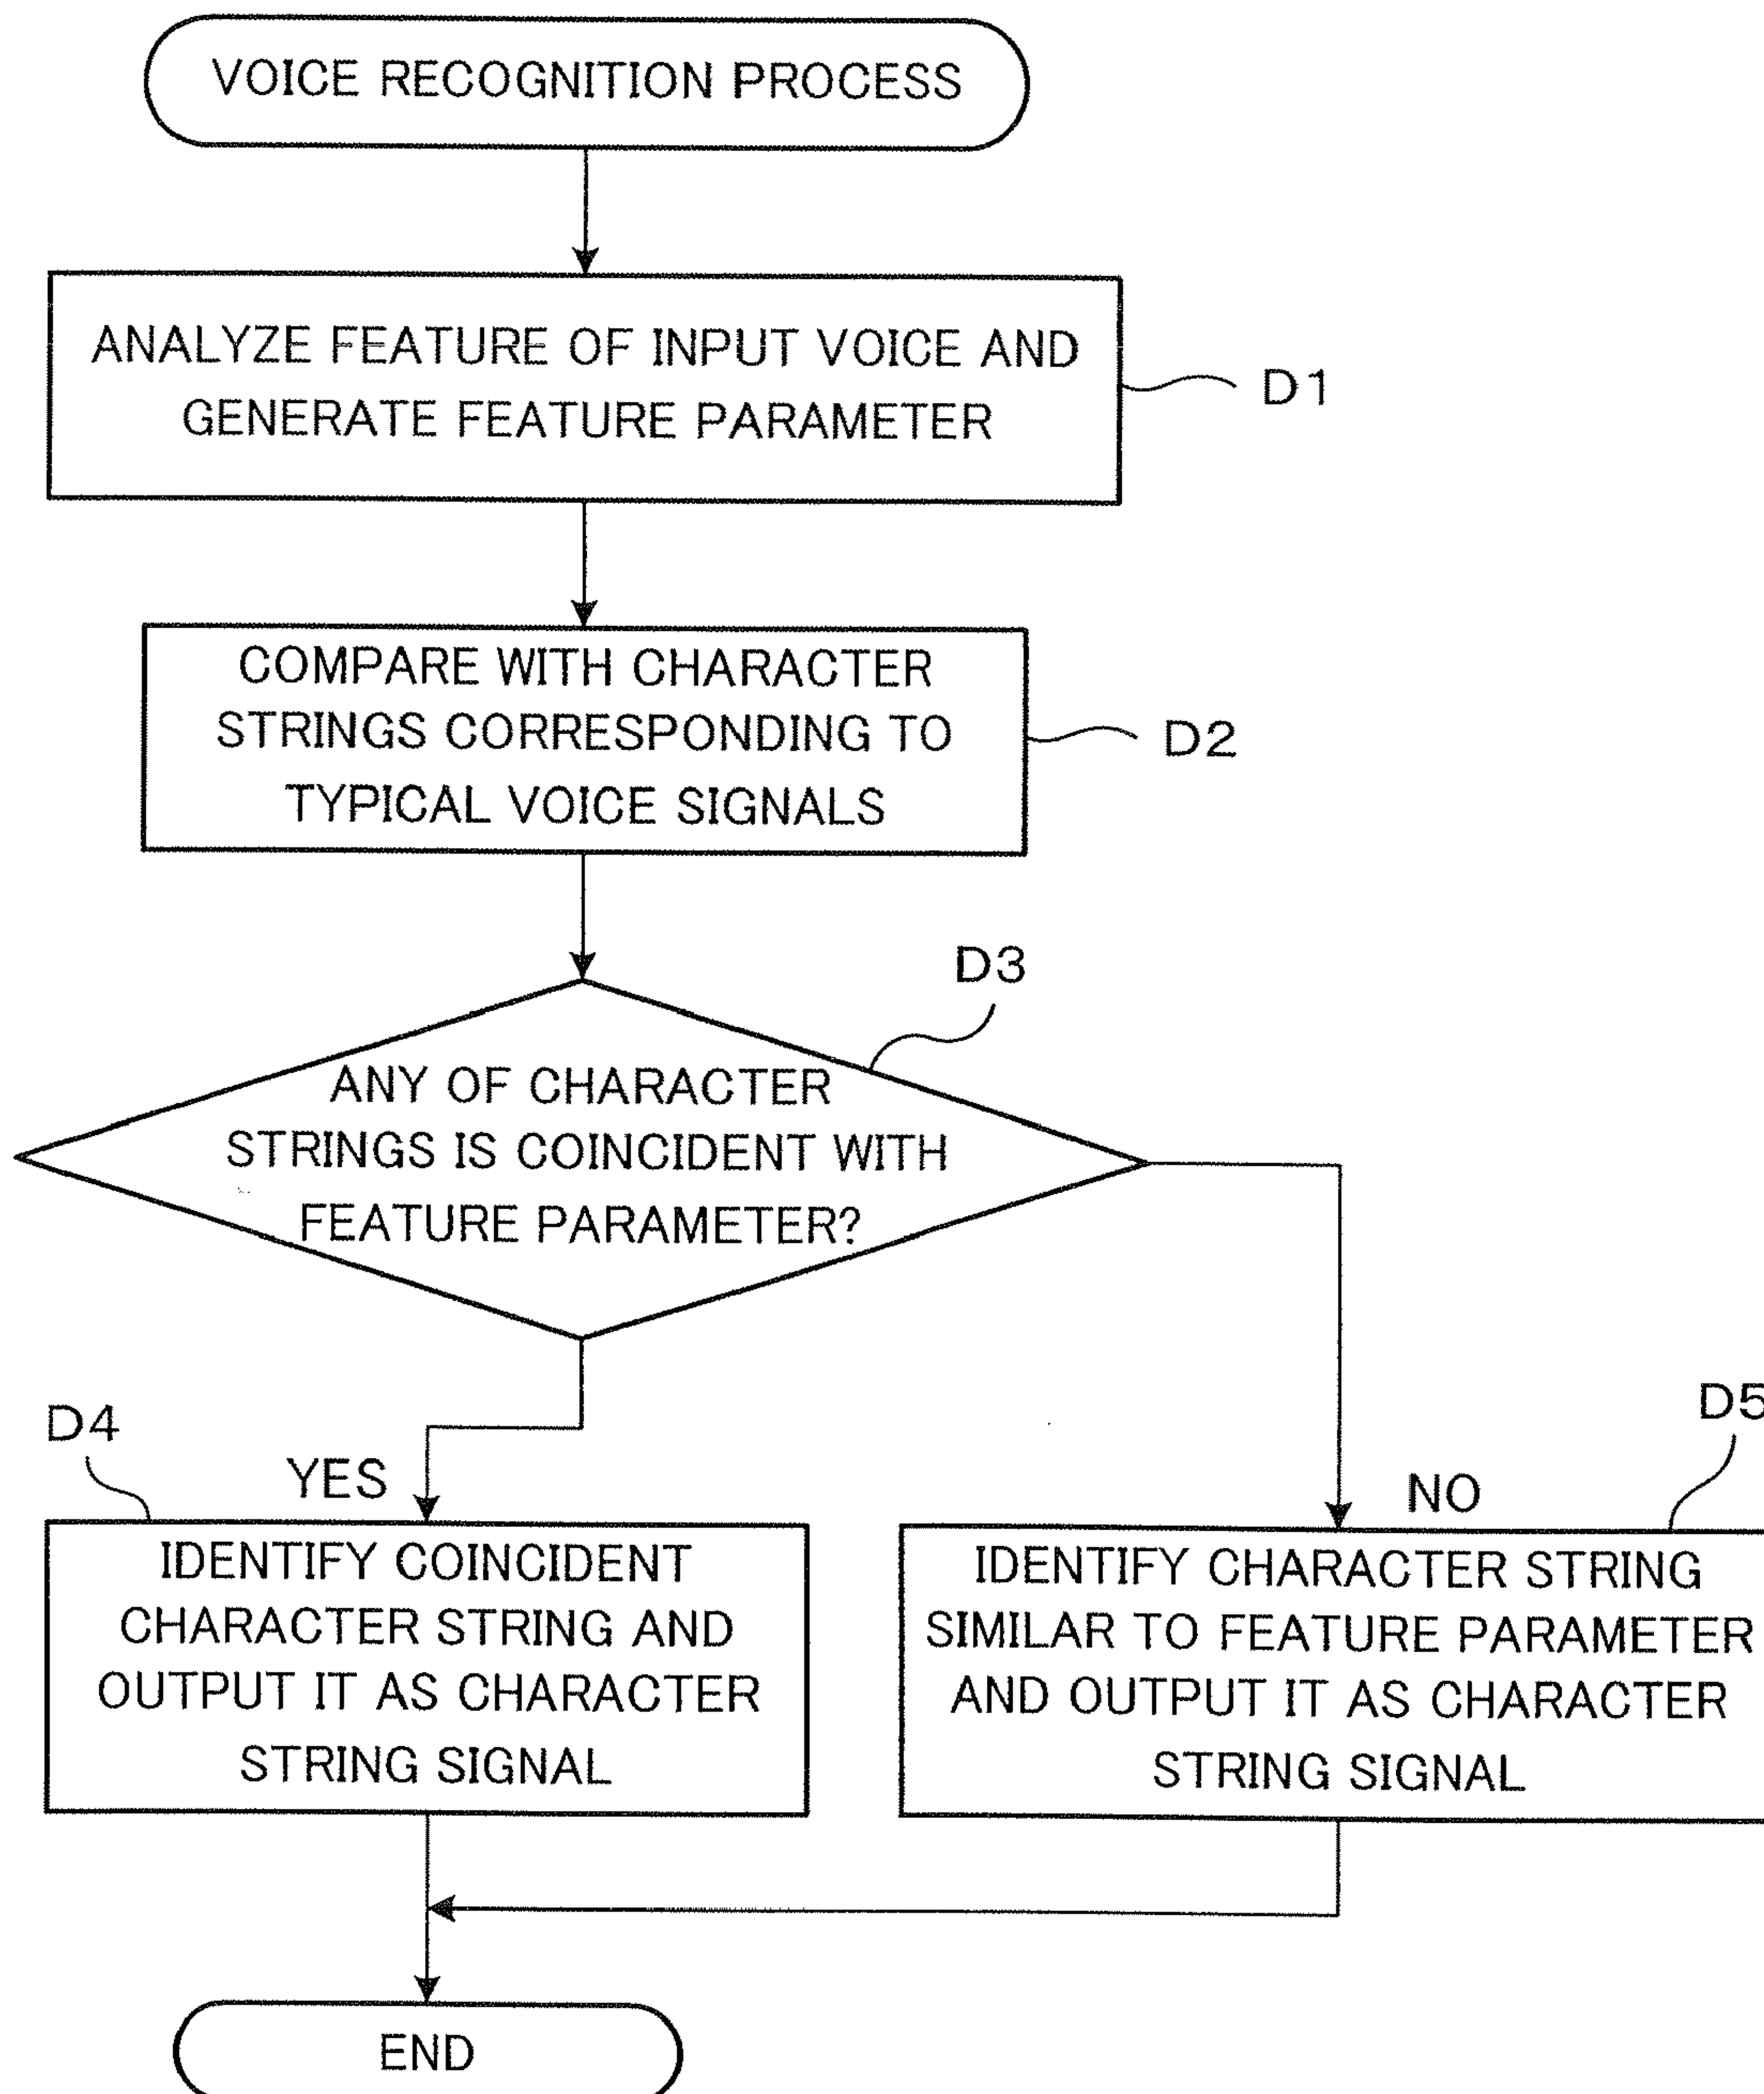 VOICE RECOGNITION PROCESS
ANALYZE FEATURE OF INPUT VOICE AND
GENERATE FEATURE PARAMETER
D1
COMPARE WITH CHARACTER
STRINGS CORRESPONDING TO
TYPICAL VOICE SIGNALS
D2
D3
ANY OF CHARACTER
STRINGS IS COINCIDENT WITH
FEATURE PARAMETER?
D4
YES
IDENTIFY COINCIDENT
CHARACTER STRING AND
OUTPUT IT AS CHARACTER
STRING SIGNAL
D5
NO
IDENTIFY CHARACTER STRING
SIMILAR TO FEATURE PARAMETER
AND OUTPUT IT AS CHARACTER
STRING SIGNAL
END